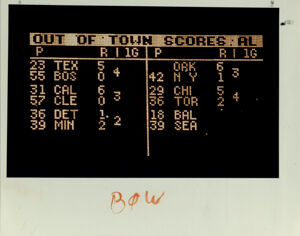 OUT OF TOWN SCORES: AL
P R I 1G P R I 1G
23 TEX 5 4 OAK 6 3
55 BOS 0 42 N Y 1
31 CAL 6 3 29 CHI 5 4
57 CLE 0 36 TOR 2
36 DET 1 2 18 BAL
39 MIN 2 39 SEA
B&W